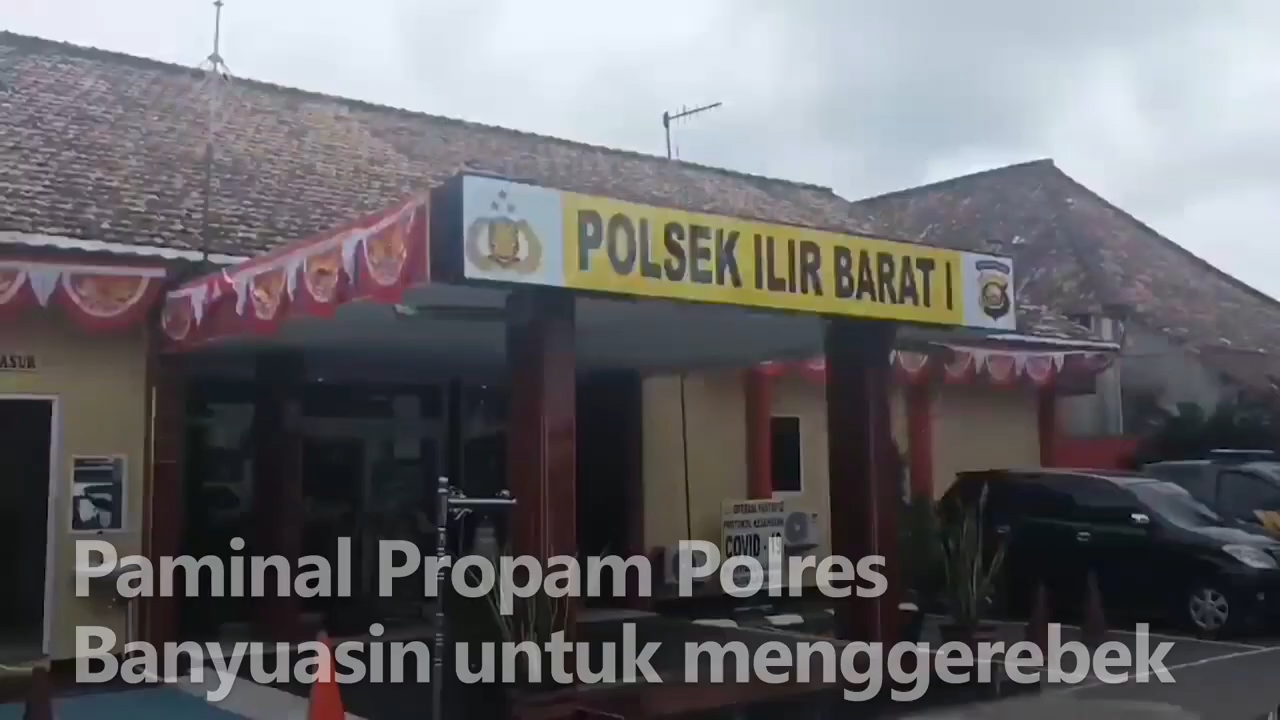 POLSEK ILIR BARAT I
COVID-19
Paminal Propam Polres
Banyuasin untuk menggerebek